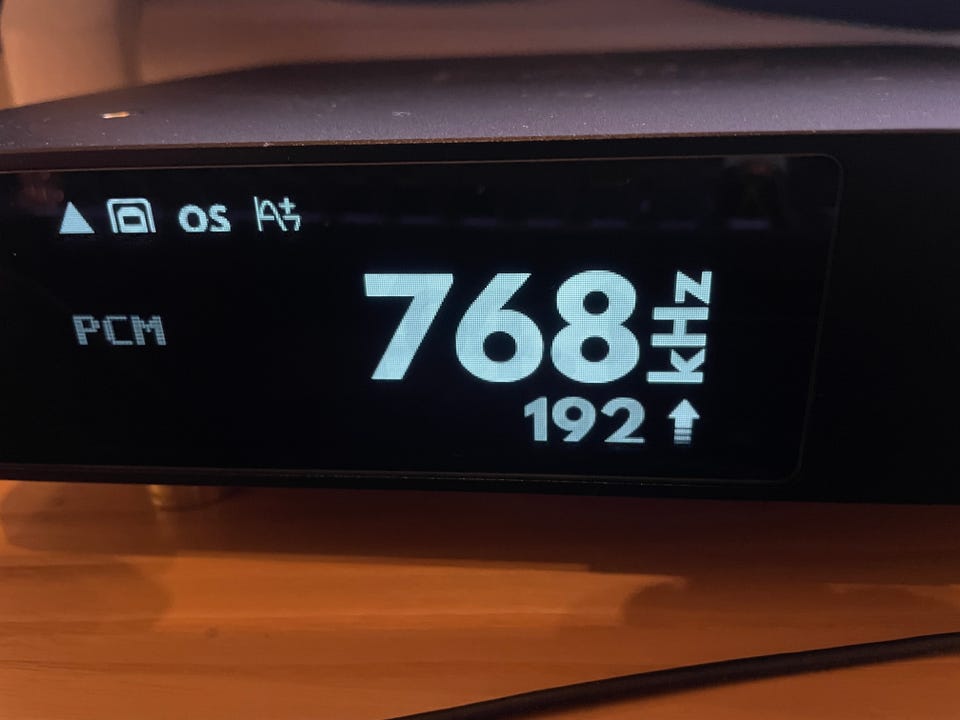 OS
PCM
768 kHz
192